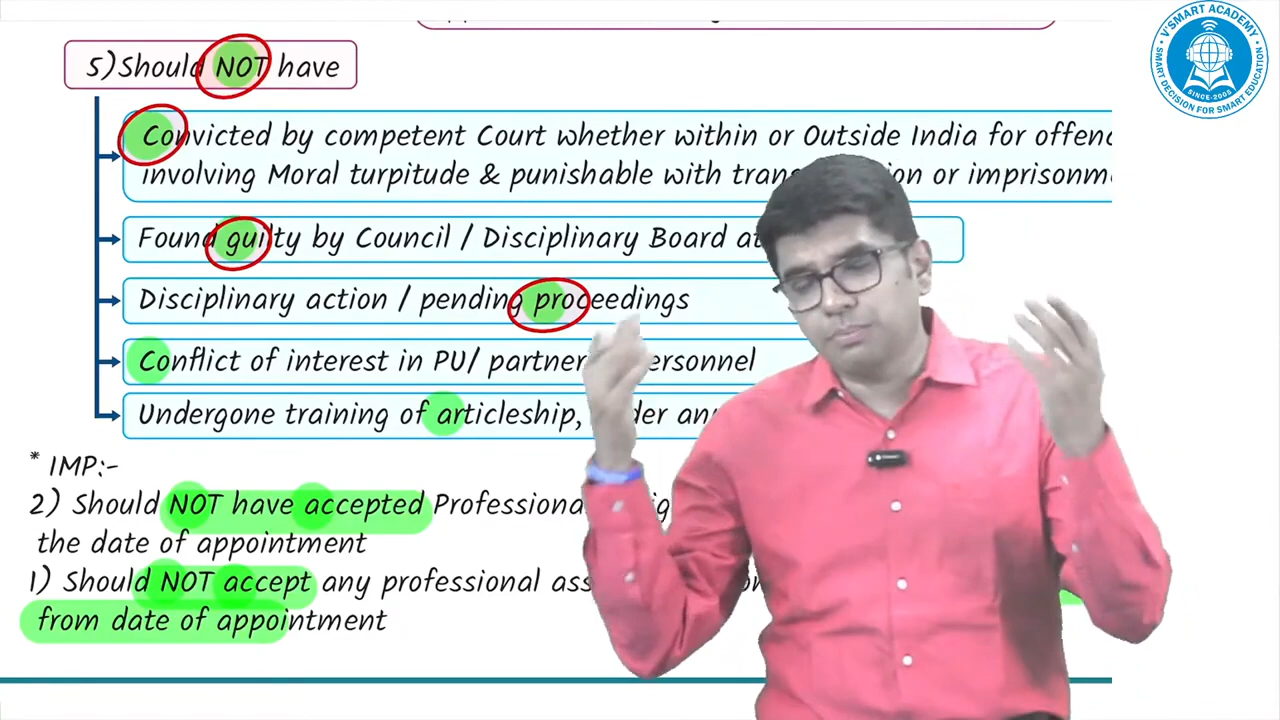 5)Should NOT have
Convicted by competent Court whether within or Outside India for
involving Moral turpitude & punishable with or
Found guilty by Council / Disciplinary Board
Disciplinary action / pending proceedings
Conflict of interest in PU/
Undergone training of articleship,
* IMP:-
2) Should NOT have accepted
the date of appointment
1) Should NOT accept any professional
from date of appointment
V'SMART ACADEMY
SINCE-2005
SMART DECISION FOR SMART EDUCATION